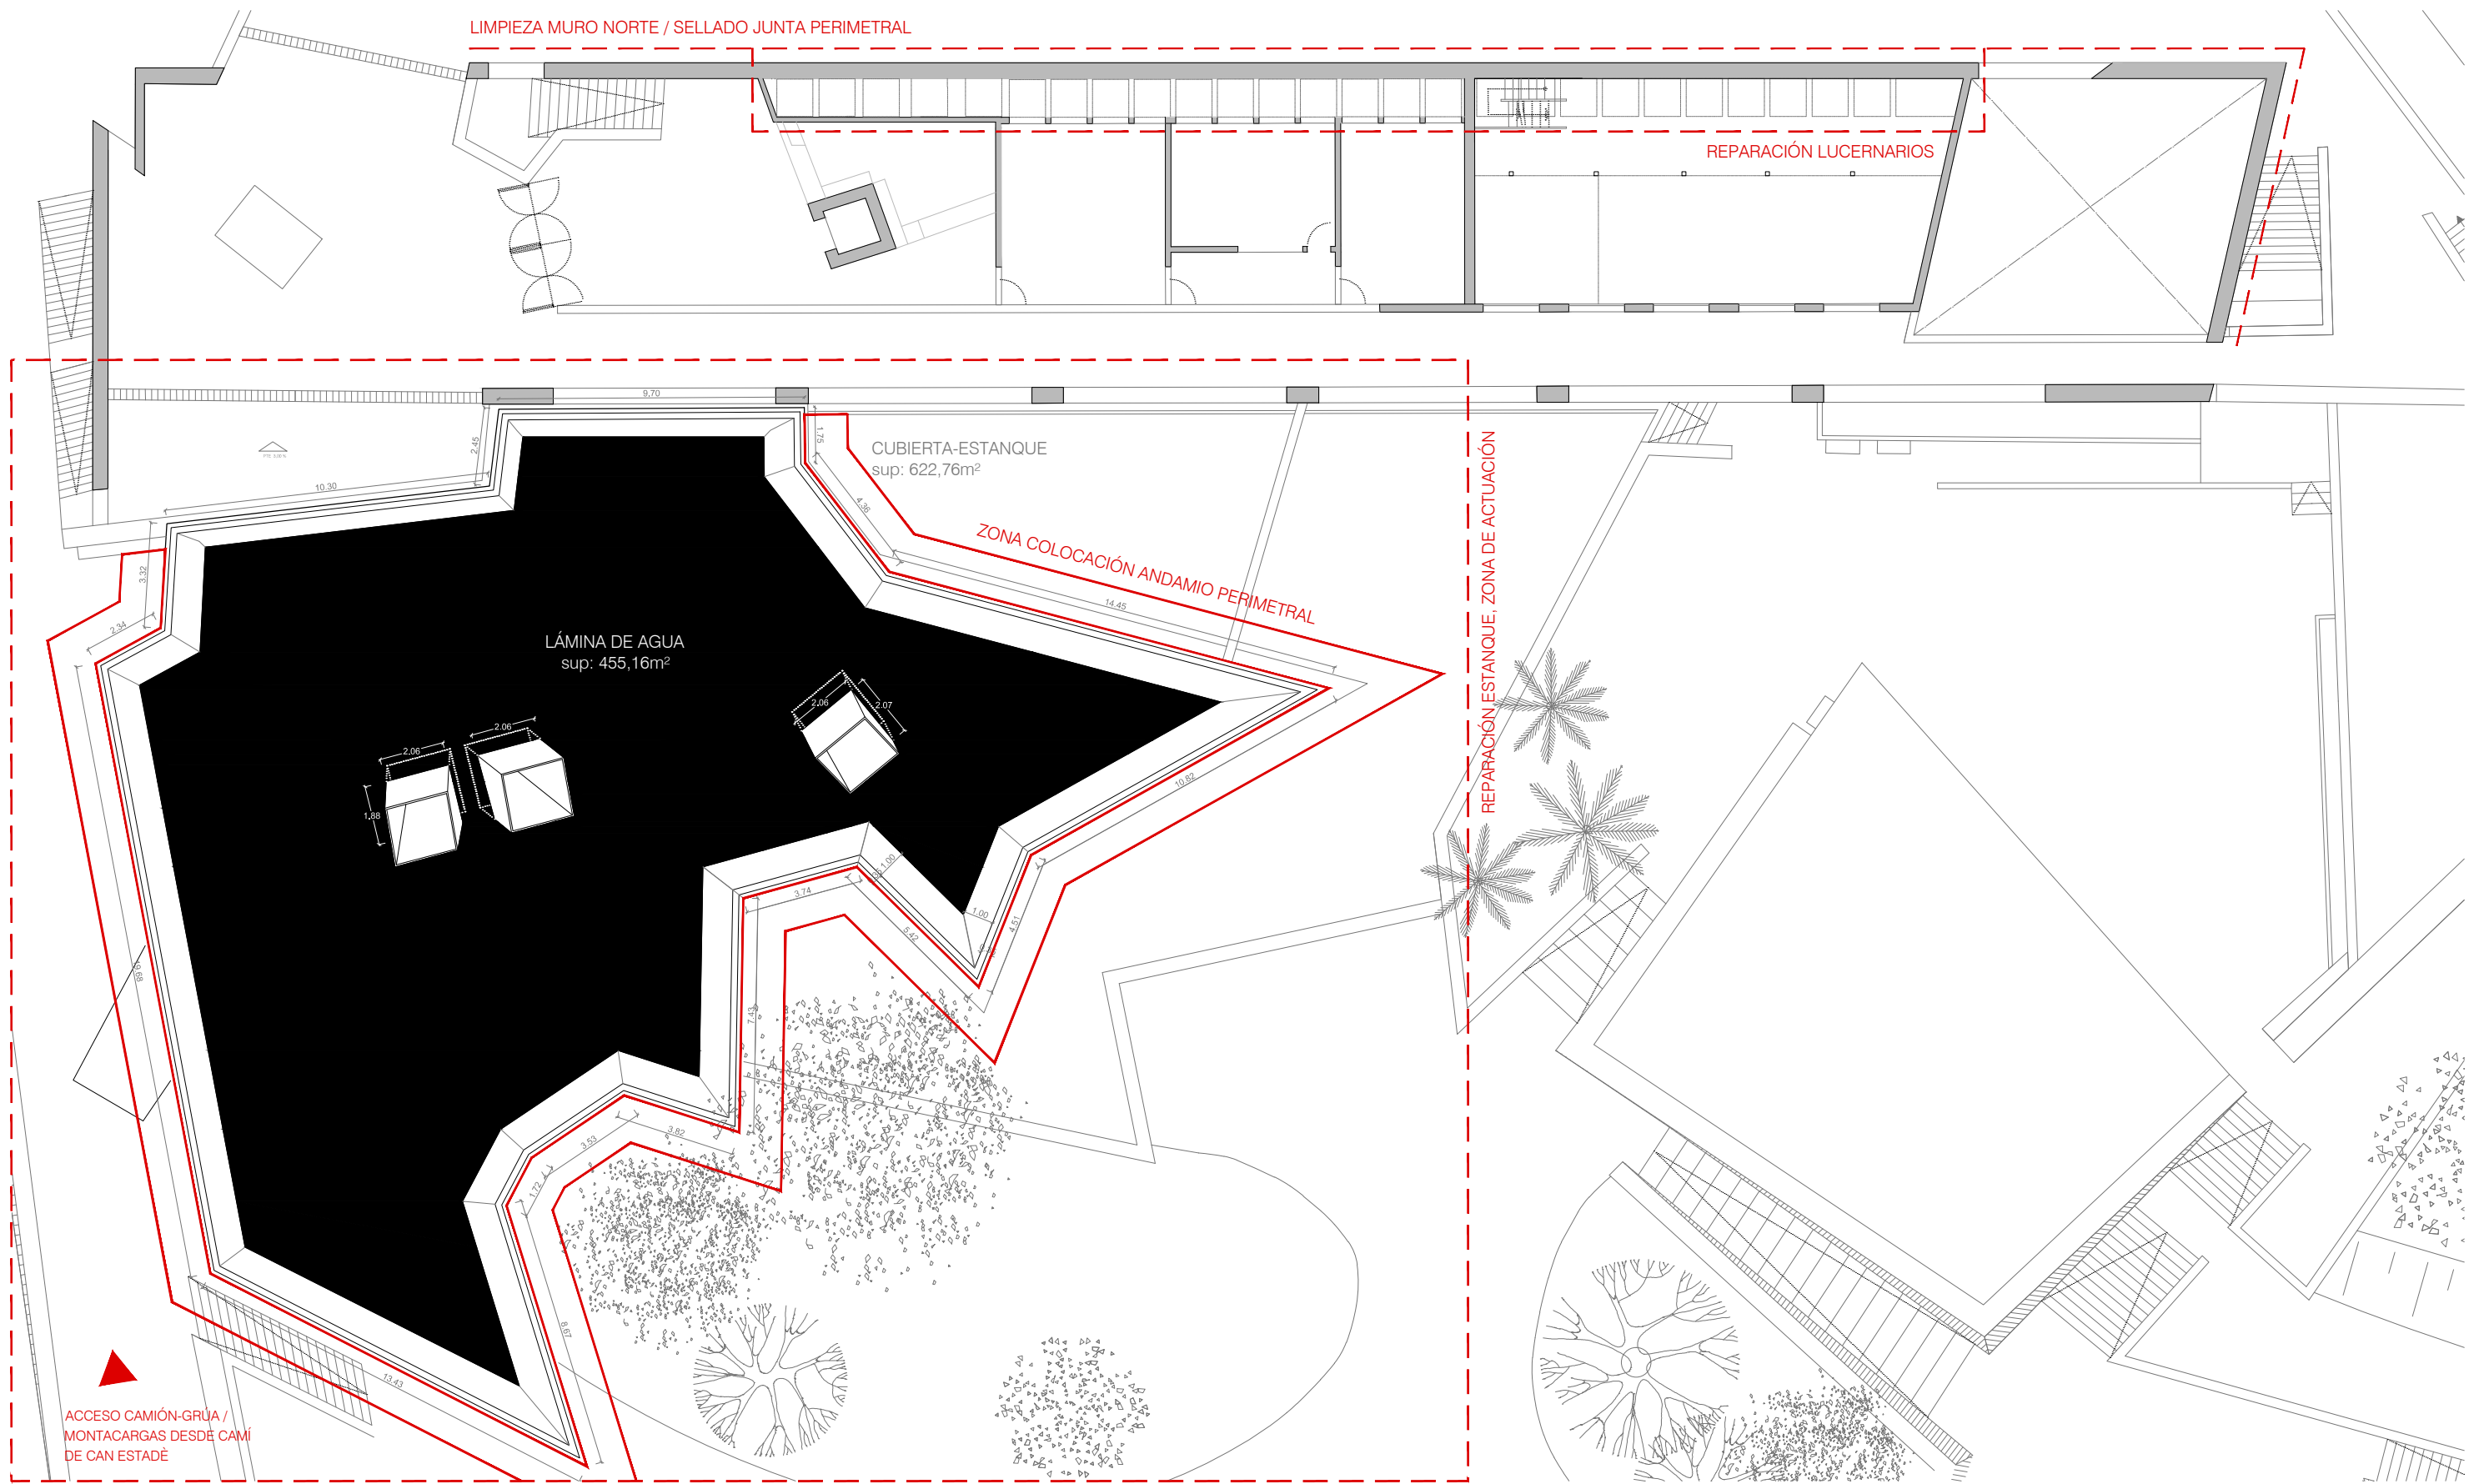 LIMPIEZA MURO NORTE / SELLADO JUNTA PERIMETRAL
REPARACIÓN LUCERNARIOS
9,70
1,75
2,45
CUBIERTA-ESTANQUE
sup: 622,76m²
10,30
4,36
ZONA COLOCACIÓN ANDAMIO PERIMETRAL
REPARACIÓN ESTANQUE, ZONA DE ACTUACIÓN
3,32
14,45
2,34
LÁMINA DE AGUA
sup: 455,16m²
2,06
2,07
2,06
2,06
1,88
10,82
1,00
3,74
1,00
4,51
5,42
19,68
7,43
3,82
3,53
1,72
8,67
13,43
ACCESO CAMIÓN-GRÚA /
MONTACARGAS DESDE CAMÍ
DE CAN ESTADÈ